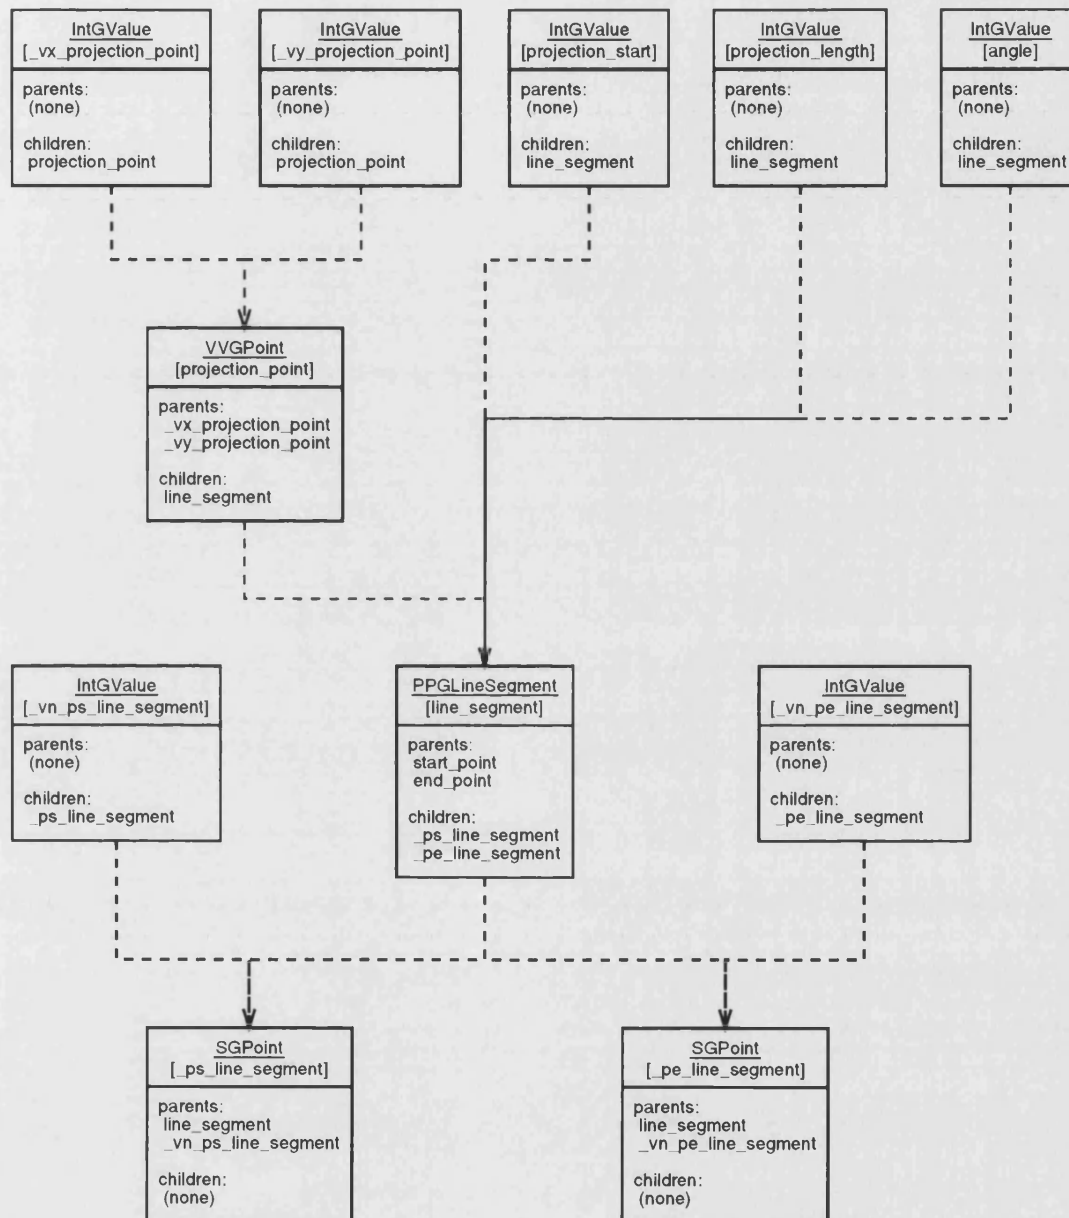 IntGValue
[_vx_projection_point]
parents:
(none)
children:
projection_point
IntGValue
[_vy_projection_point]
parents:
(none)
children:
projection_point
IntGValue
[projection_start]
parents:
(none)
children:
line_segment
IntGValue
[projection_length]
parents:
(none)
children:
line_segment
IntGValue
[angle]
parents:
(none)
children:
line_segment
VVGPoint
[projection_point]
parents:
_vx_projection_point
_vy_projection_point
children:
line_segment
IntGValue
[_vn_ps_line_segment]
parents:
(none)
children:
_ps_line_segment
PPGLineSegment
[line_segment]
parents:
start_point
end_point
children:
_ps_line_segment
_pe_line_segment
IntGValue
[_vn_pe_line_segment]
parents:
(none)
children:
_pe_line_segment
SGPoint
[_ps_line_segment]
parents:
line_segment
_vn_ps_line_segment
children:
(none)
SGPoint
[_pe_line_segment]
parents:
line_segment
_vn_pe_line_segment
children:
(none)